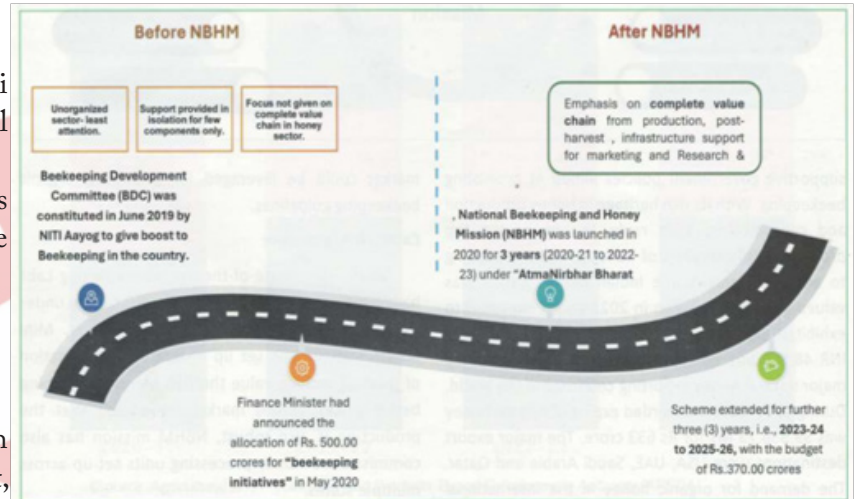 Before NBHM
After NBHM
Unorganized
sector- least
attention.
Support provided in
isolation for few
components only.
Focus not given on
complete value
chain in honey
sector.
Emphasis on complete value
chain from production, post-
harvest , infrastructure support
for marketing and Research &
Beekeeping Development
Committee (BDC) was
constituted in June 2019 by
NITI Aayog to give boost to
Beekeeping in the country.
, National Beekeeping and Honey
Mission (NBHM) was launched in
2020 for 3 years (2020-21 to 2022-
23) under "AtmaNirbhar Bharat
Finance Minister had
announced the
allocation of Rs. 500.00
crores for "beekeeping
initiatives" in May 2020
Scheme extended for further
three (3) years, i.e., 2023-24
to 2025-26, with the budget
of Rs.370.00 crores